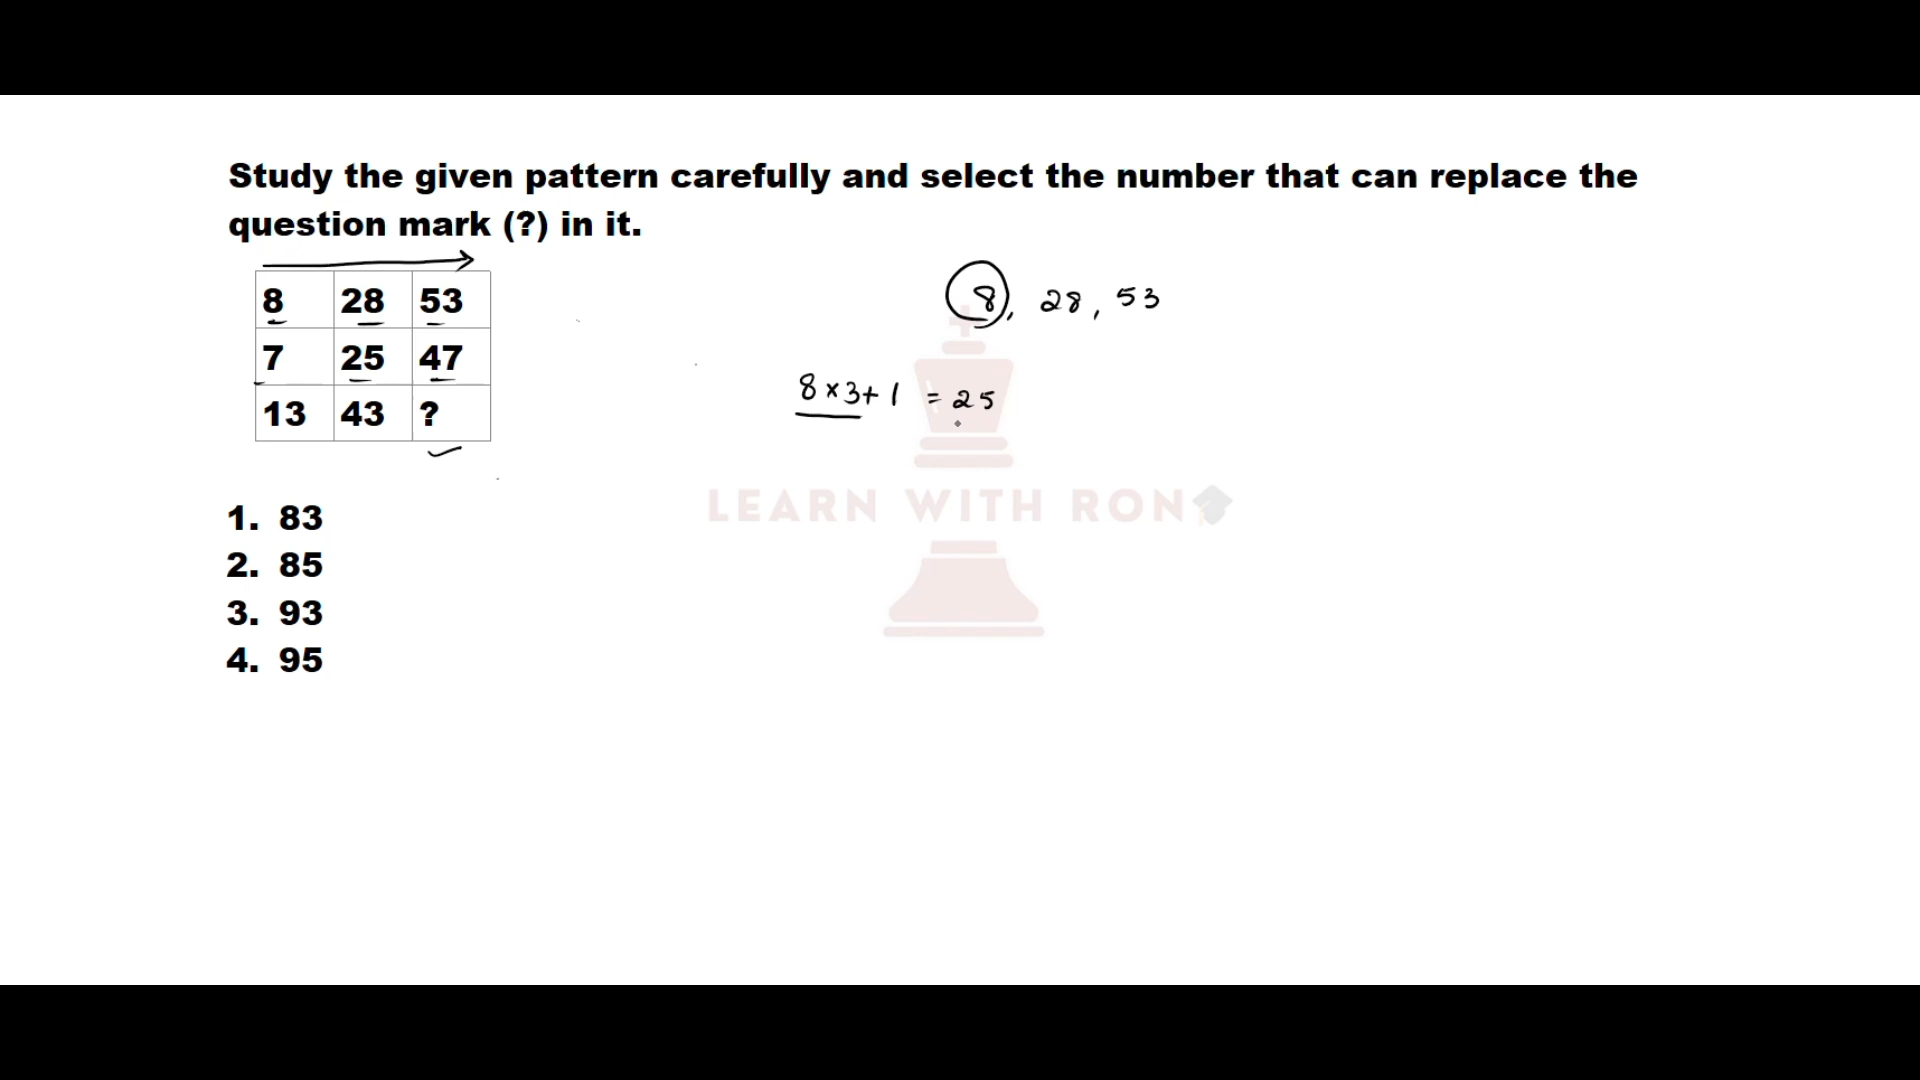 Study the given pattern carefully and select the number that can replace the
question mark (?) in it.
8 28 53
7 25 47
13 43 ?
8, 28, 53
8 × 3 + 1 = 25
LEARN WITH RON
1. 83
2. 85
3. 93
4. 95